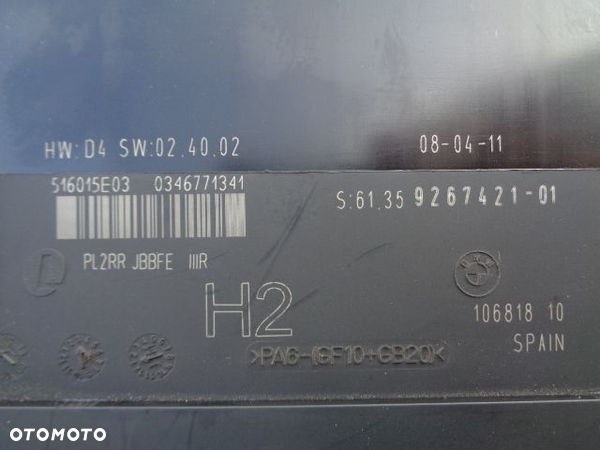 HW:D4 SW:02.40.02 08-04-11
516015E03 0346771341
S:61.35 9267421-01
PL2RR JBBFE IIIR
H2
BMW
106818 10
SPAIN
>PA6-(GF10+GB20)<
OTOMOTO